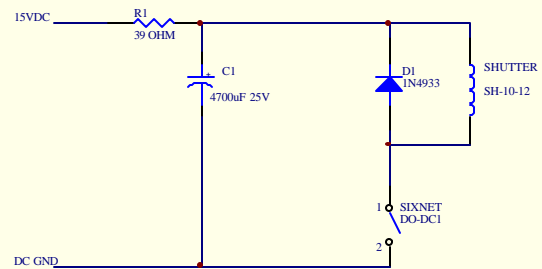 15VDC
R1
39 OHM
C1
+
4700uF 25V
D1
1N4933
SHUTTER
SH-10-12
1
SIXNET
DO-DC1
2
DC GND